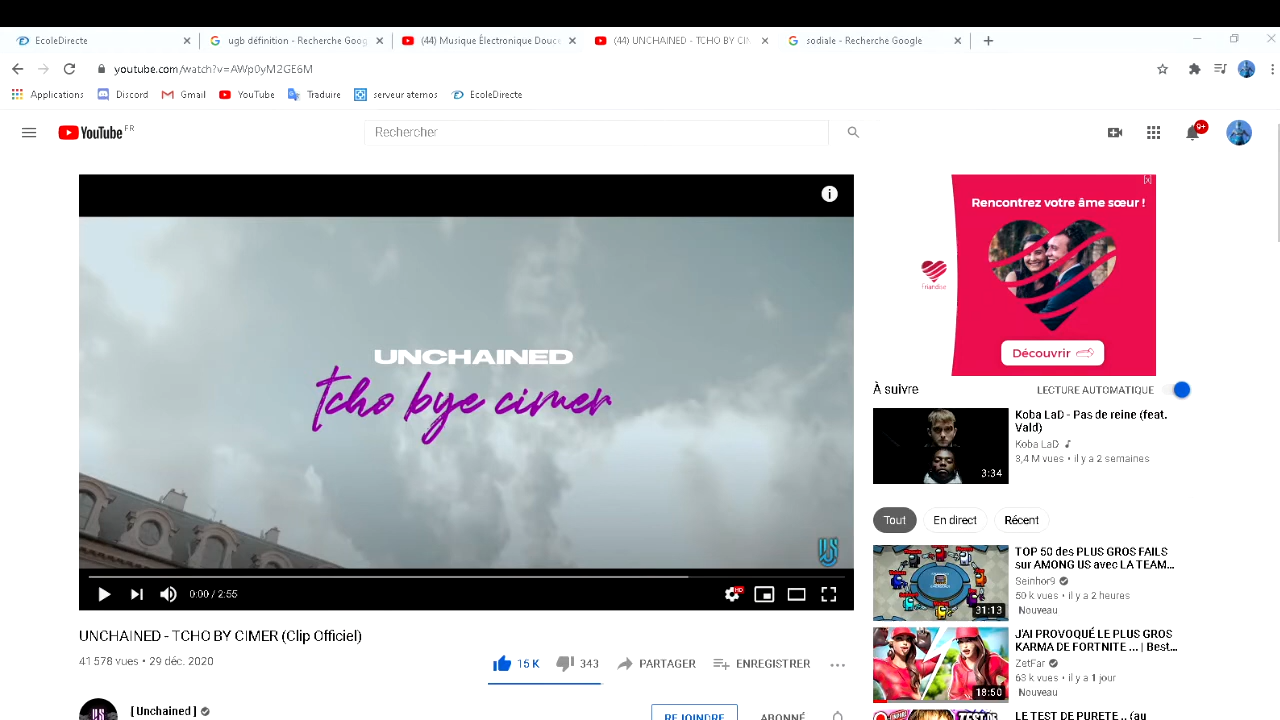 EcoleDirecte
ugb définition - Recherche Goog
(44) Musique Électronique Douce
(44) UNCHAINED - TCHO BY CIM
sodiale - Recherche Google
youtube.com/watch?v=AWp0yM2GE6M
Applications
Discord
Gmail
YouTube
Traduire
serveur aternos
EcoleDirecte
YouTube FR
Rechercher
9+
UNCHAINED
tcho bye cimer
0:00 / 2:55
HD
UNCHAINED - TCHO BY CIMER (Clip Officiel)
41 578 vues • 29 déc. 2020
15 K
343
PARTAGER
ENREGISTRER
[Unchained]
REJOINDRE
ABONNÉ
Rencontrez votre âme sœur !
friandise
Découvrir
À suivre
LECTURE AUTOMATIQUE
Koba LaD - Pas de reine (feat.
Vald)
Koba LaD
3,4 M vues • il y a 2 semaines
3:34
Tout
En direct
Récent
TOP 50 des PLUS GROS FAILS
sur AMONG US avec LA TEAM...
Seinhor9
50 k vues • il y a 2 heures
Nouveau
31:13
J'AI PROVOQUÉ LE PLUS GROS
KARMA DE FORTNITE ... | Best...
ZetFar
63 k vues • il y a 1 jour
Nouveau
18:50
LE TEST DE PURETÉ .. (au